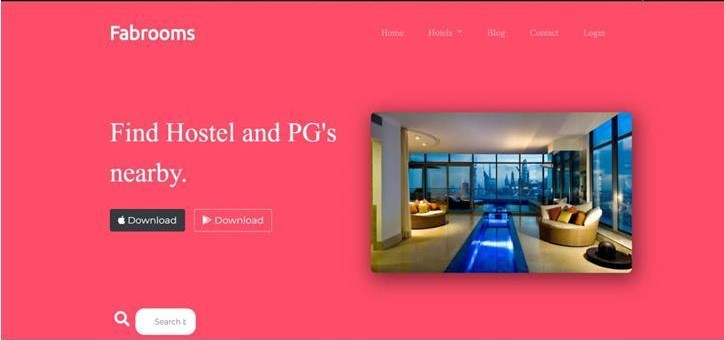 Fabrooms
Home Hotels Blog Contact Login
Find Hostel and PG's
nearby.
Download Download
Search b